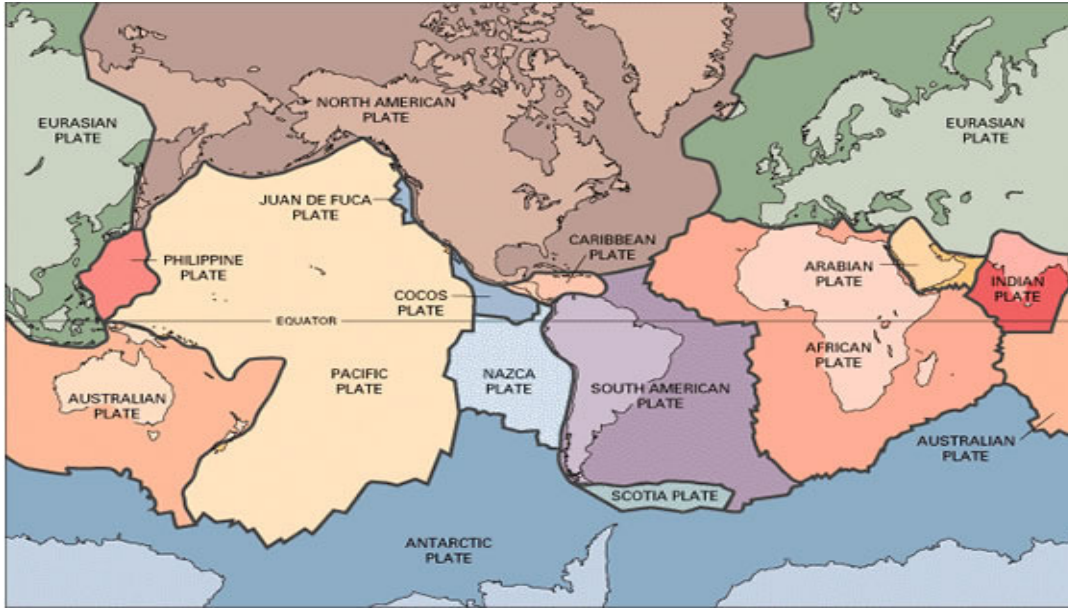 NORTH AMERICAN
PLATE
EURASIAN
PLATE
EURASIAN
PLATE
JUAN DE FUCA
PLATE
CARIBBEAN
PLATE
PHILIPPINE
PLATE
ARABIAN
PLATE
INDIAN
PLATE
COCOS
PLATE
EQUATOR
AFRICAN
PLATE
PACIFIC
PLATE
NAZCA
PLATE
SOUTH AMERICAN
PLATE
AUSTRALIAN
PLATE
AUSTRALIAN
PLATE
SCOTIA PLATE
ANTARCTIC
PLATE